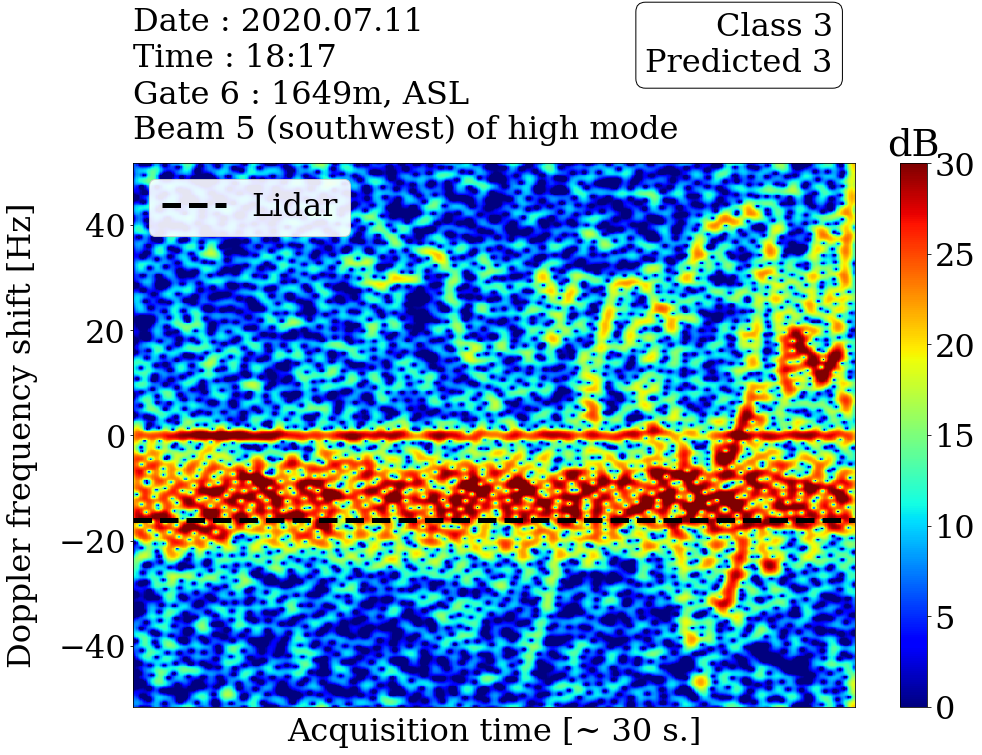 Date : 2020.07.11
Time : 18:17
Gate 6 : 1649m, ASL
Beam 5 (southwest) of high mode
Class 3
Predicted 3
dB
Lidar
Doppler frequency shift [Hz]
40
20
0
−20
−40
30
25
20
15
10
5
0
Acquisition time [~ 30 s.]